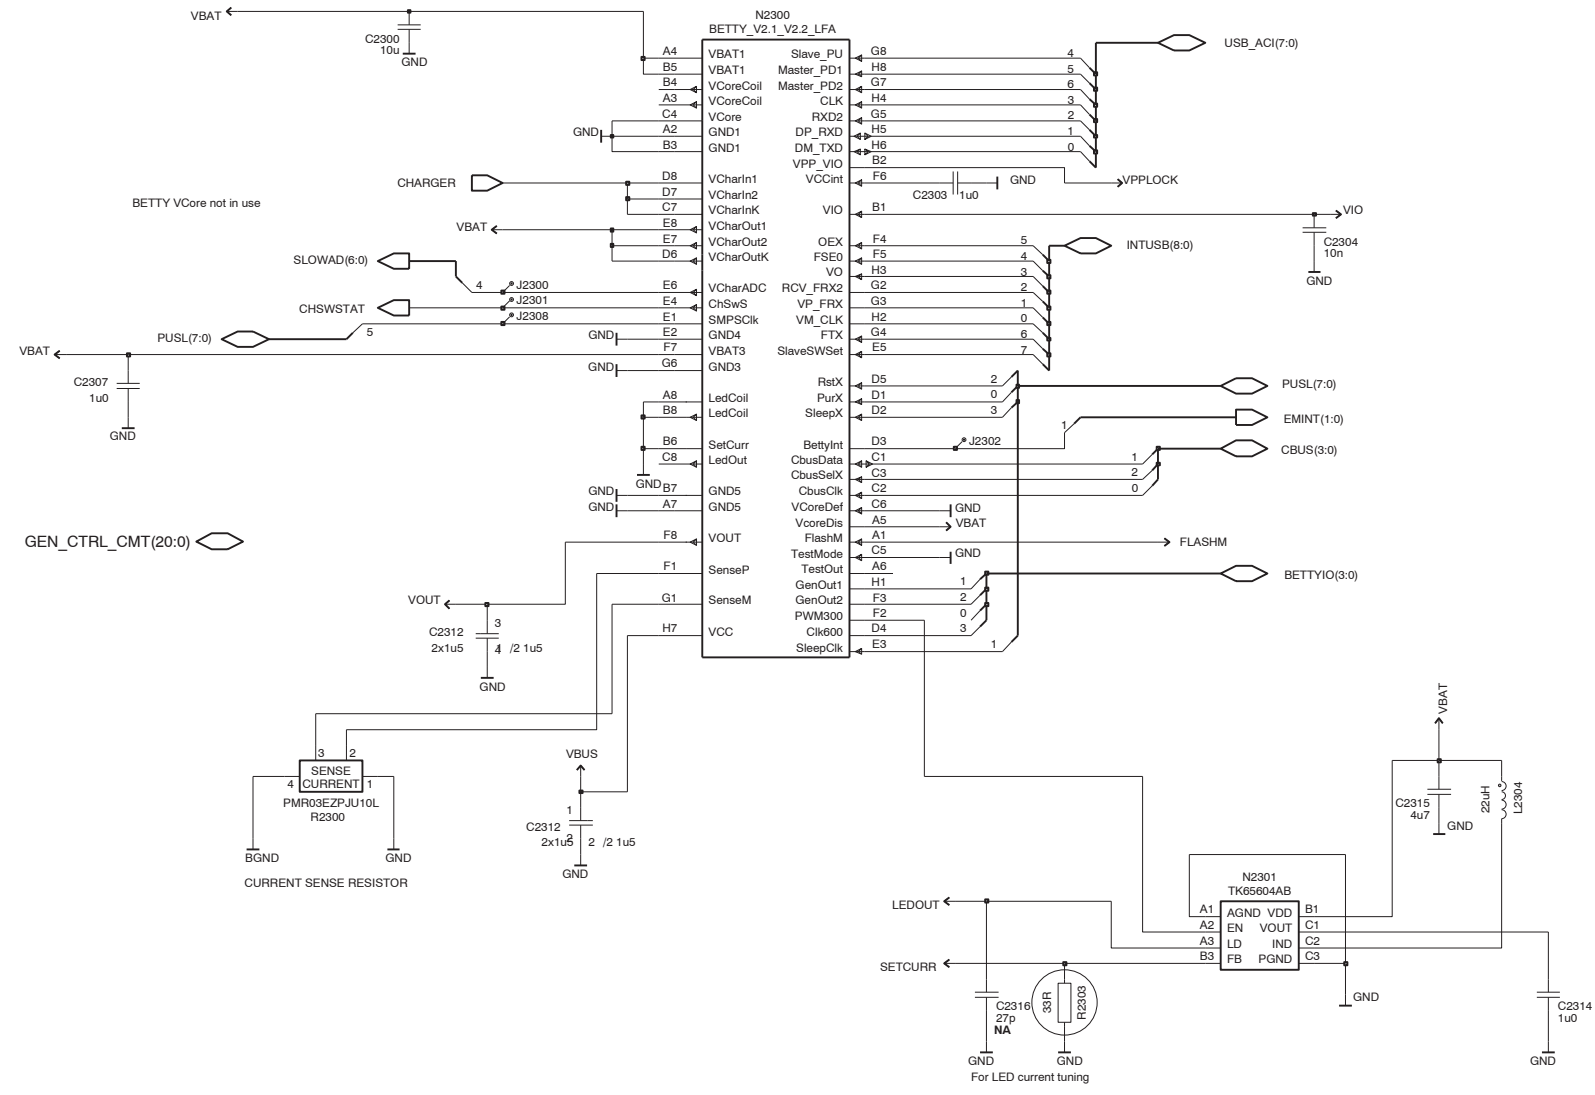 VBAT
C2300
10u
GND
N2300
BETTY_V2.1_V2.2_LFA
A4 VBAT1
B5 VBAT1
B4 VCoreCoil
A3 VCoreCoil
C4 VCore
GND A2 GND1
B3 GND1
CHARGER D8 VCharIn1
D7 VCharIn2
C7 VCharInK
BETTY VCore not in use
VBAT E8 VCharOut1
E7 VCharOut2
D6 VCharOutK
SLOWAD(6:0)
4 J2300 E6 VCharADC
CHSWSTAT J2301 E4 ChSwS
J2308 E1 SMPSClk
PUSL(7:0) 5
GND E2 GND4
VBAT F7 VBAT3
GND G6 GND3
C2307
1u0
GND
A8 LedCoil
B8 LedCoil
B6 SetCurr
C8 LedOut
GND
GND B7 GND5
GND A7 GND5
GEN_CTRL_CMT(20:0)
F8 VOUT
F1 SenseP
G1 SenseM
H7 VCC
VOUT
C2312
2x1u5
3
4 /2 1u5
GND
Slave_PU G8 4
Master_PD1 H8 5
Master_PD2 G7 6
CLK H4 3
RXD2 G5 2
DP_RXD H5 1
DM_TXD H6 0
USB_ACI(7:0)
VPP_VIO B2
VPPLOCK
VCCint F6
C2303 1u0
GND
VIO B1
VIO
C2304
10n
GND
OEX F4 5
FSE0 F5 4
VO H3 3
RCV_FRX2 G2 2
VP_FRX G3 1
VM_CLK H2 0
FTX G4 6
SlaveSWSet E5 7
INTUSB(8:0)
RstX D5 2
PurX D1 0
SleepX D2 3
PUSL(7:0)
EMINT(1:0)
BettyInt D3 J2302 1
CbusData C1 1
CbusSelX C3 2
CbusClk C2 0
CBUS(3:0)
VCoreDef C6 GND
VcoreDis A5 VBAT
FlashM A1 FLASHM
TestMode C5 GND
TestOut A6
GenOut1 H1 1
GenOut2 F3 2
PWM300 F2 0
Clk600 D4 3
SleepClk E3 1
BETTYIO(3:0)
3 2
SENSE
CURRENT
4 1
PMR03EZPJU10L
R2300
BGND GND
CURRENT SENSE RESISTOR
VBUS
1
C2312
2x1u5
2
2 /2 1u5
GND
VBAT
C2315
4u7
GND
22uH
L2304
N2301
TK65604AB
A1 AGND VDD B1
A2 EN VOUT C1
A3 LD IND C2
B3 FB PGND C3
LEDOUT
SETCURR
C2316
27p
NA
GND
33R
R2303
GND
For LED current tuning
GND
C2314
1u0
GND